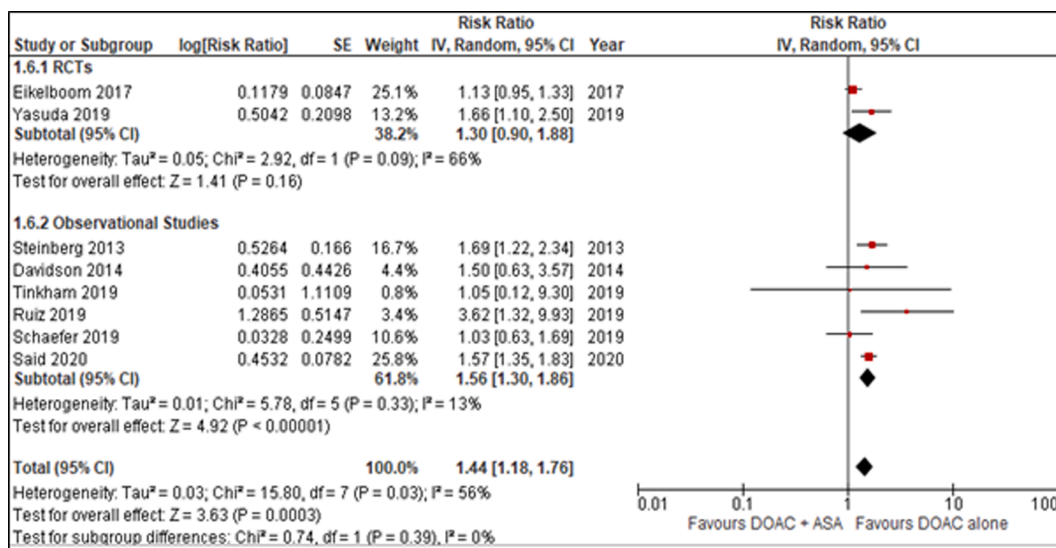 Risk Ratio Risk Ratio
Study or Subgroup log[Risk Ratio] SE Weight IV, Random, 95% CI Year IV, Random, 95% CI
1.6.1 RCTs
Eikelboom 2017 0.1179 0.0847 25.1% 1.13 [0.95, 1.33] 2017
Yasuda 2019 0.5042 0.2098 13.2% 1.66 [1.10, 2.50] 2019
Subtotal (95% CI) 38.2% 1.30 [0.90, 1.88]
Heterogeneity: Tau² = 0.05; Chi² = 2.92, df = 1 (P = 0.09); I² = 66%
Test for overall effect: Z = 1.41 (P = 0.16)
1.6.2 Observational Studies
Steinberg 2013 0.5264 0.166 16.7% 1.69 [1.22, 2.34] 2013
Davidson 2014 0.4055 0.4426 4.4% 1.50 [0.63, 3.57] 2014
Tinkham 2019 0.0531 1.1109 0.8% 1.05 [0.12, 9.30] 2019
Ruiz 2019 1.2865 0.5147 3.4% 3.62 [1.32, 9.93] 2019
Schaefer 2019 0.0328 0.2499 10.6% 1.03 [0.63, 1.69] 2019
Said 2020 0.4532 0.0782 25.8% 1.57 [1.35, 1.83] 2020
Subtotal (95% CI) 61.8% 1.56 [1.30, 1.86]
Heterogeneity: Tau² = 0.01; Chi² = 5.78, df = 5 (P = 0.33); I² = 13%
Test for overall effect: Z = 4.92 (P < 0.00001)
Total (95% CI) 100.0% 1.44 [1.18, 1.76]
Heterogeneity: Tau² = 0.03; Chi² = 15.80, df = 7 (P = 0.03); I² = 56%
Test for overall effect: Z = 3.63 (P = 0.0003)
Test for subgroup differences: Chi² = 0.74, df = 1 (P = 0.39), I² = 0%
0.01 0.1 1 10 100
Favours DOAC + ASA Favours DOAC alone